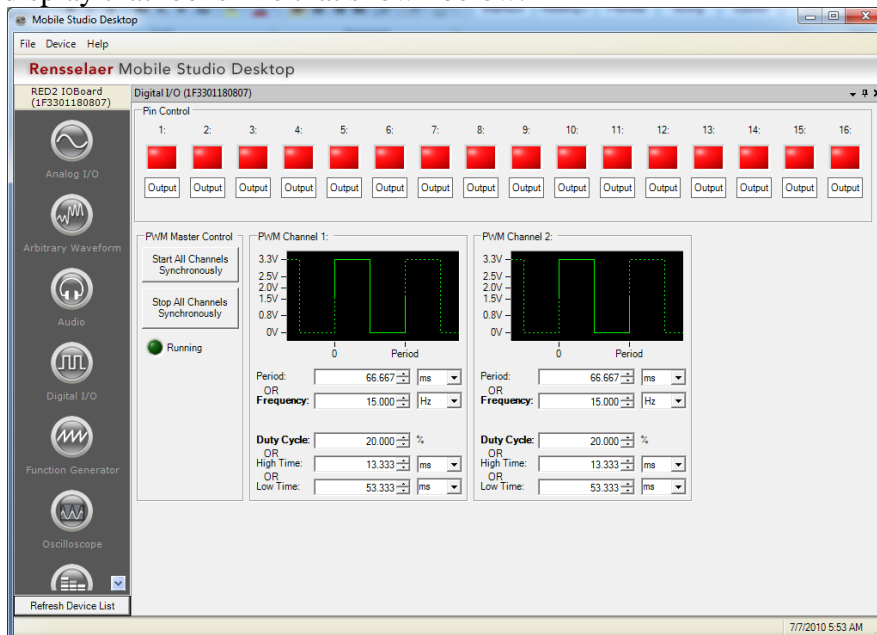 Mobile Studio Desktop
File Device Help
Rensselaer Mobile Studio Desktop
RED2 IOBoard
(1F3301180807)
Digital I/O (1F3301180807)
Pin Control
1: 2: 3: 4: 5: 6: 7: 8: 9: 10: 11: 12: 13: 14: 15: 16:
Output Output Output Output Output Output Output Output Output Output Output Output Output Output Output Output
Analog I/O
Arbitrary Waveform
Audio
Digital I/O
Function Generator
Oscilloscope
Refresh Device List
PWM Master Control
Start All Channels
Synchronously
Stop All Channels
Synchronously
Running
PWM Channel 1:
3.3V
2.5V
2.0V
1.5V
0.8V
0V
0 Period
Period: 66.667 ms
OR
Frequency: 15.000 Hz
Duty Cycle: 20.000 %
OR
High Time: 13.333 ms
OR
Low Time: 53.333 ms
PWM Channel 2:
3.3V
2.5V
2.0V
1.5V
0.8V
0V
0 Period
Period: 66.667 ms
OR
Frequency: 15.000 Hz
Duty Cycle: 20.000 %
OR
High Time: 13.333 ms
OR
Low Time: 53.333 ms
7/7/2010 5:53 AM